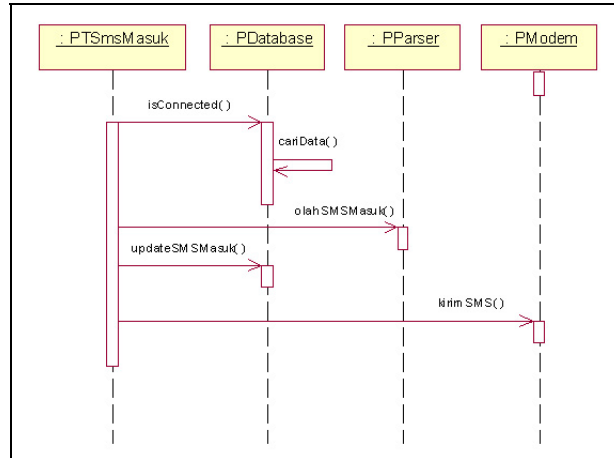 : PTSmsMasuk
: PDatabase
: PParser
: PModem
isConnected( )
cariData( )
olahSMSMasuk( )
updateSMSMasuk( )
kirimSMS( )